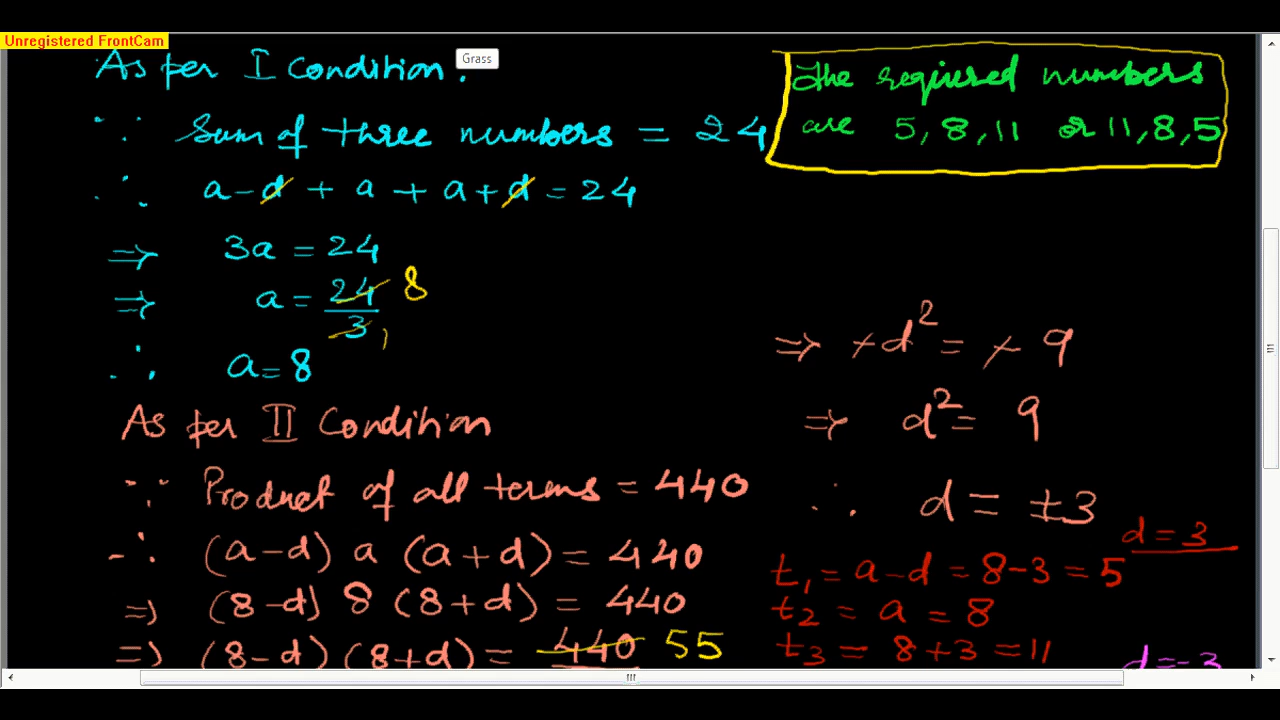 Unregistered FrontCam
As per I Condition.
Grass
∵ Sum of three numbers = 24
∴ a-d + a + a+d = 24
⇒ 3a = 24
⇒ a = 24/3 8 1
∴ a = 8
As per II Condition
∵ Product of all terms = 440
∴ (a-d) a (a+d) = 440
⇒ (8-d) 8 (8+d) = 440
⇒ (8-d) (8+d) = 440 55
The required numbers
are 5, 8, 11 or 11, 8, 5
⇒ -d² = -9
⇒ d² = 9
∴ d = ±3
d = 3
t₁ = a-d = 8-3 = 5
t₂ = a = 8
t₃ = 8+3 = 11
d = -3